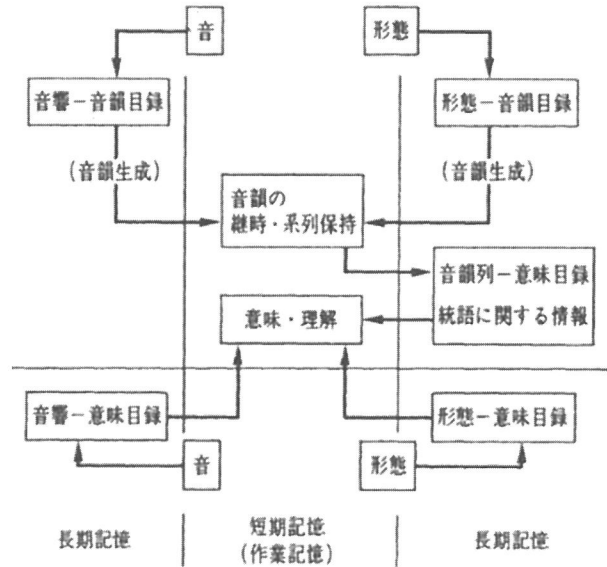 音
形態
音響－音韻目録
形態－音韻目録
(音韻生成)
(音韻生成)
音韻の
継時・系列保持
音韻列－意味目録
統語に関する情報
意味・理解
音響－意味目録
形態－意味目録
音
形態
長期記憶
短期記憶
(作業記憶)
長期記憶